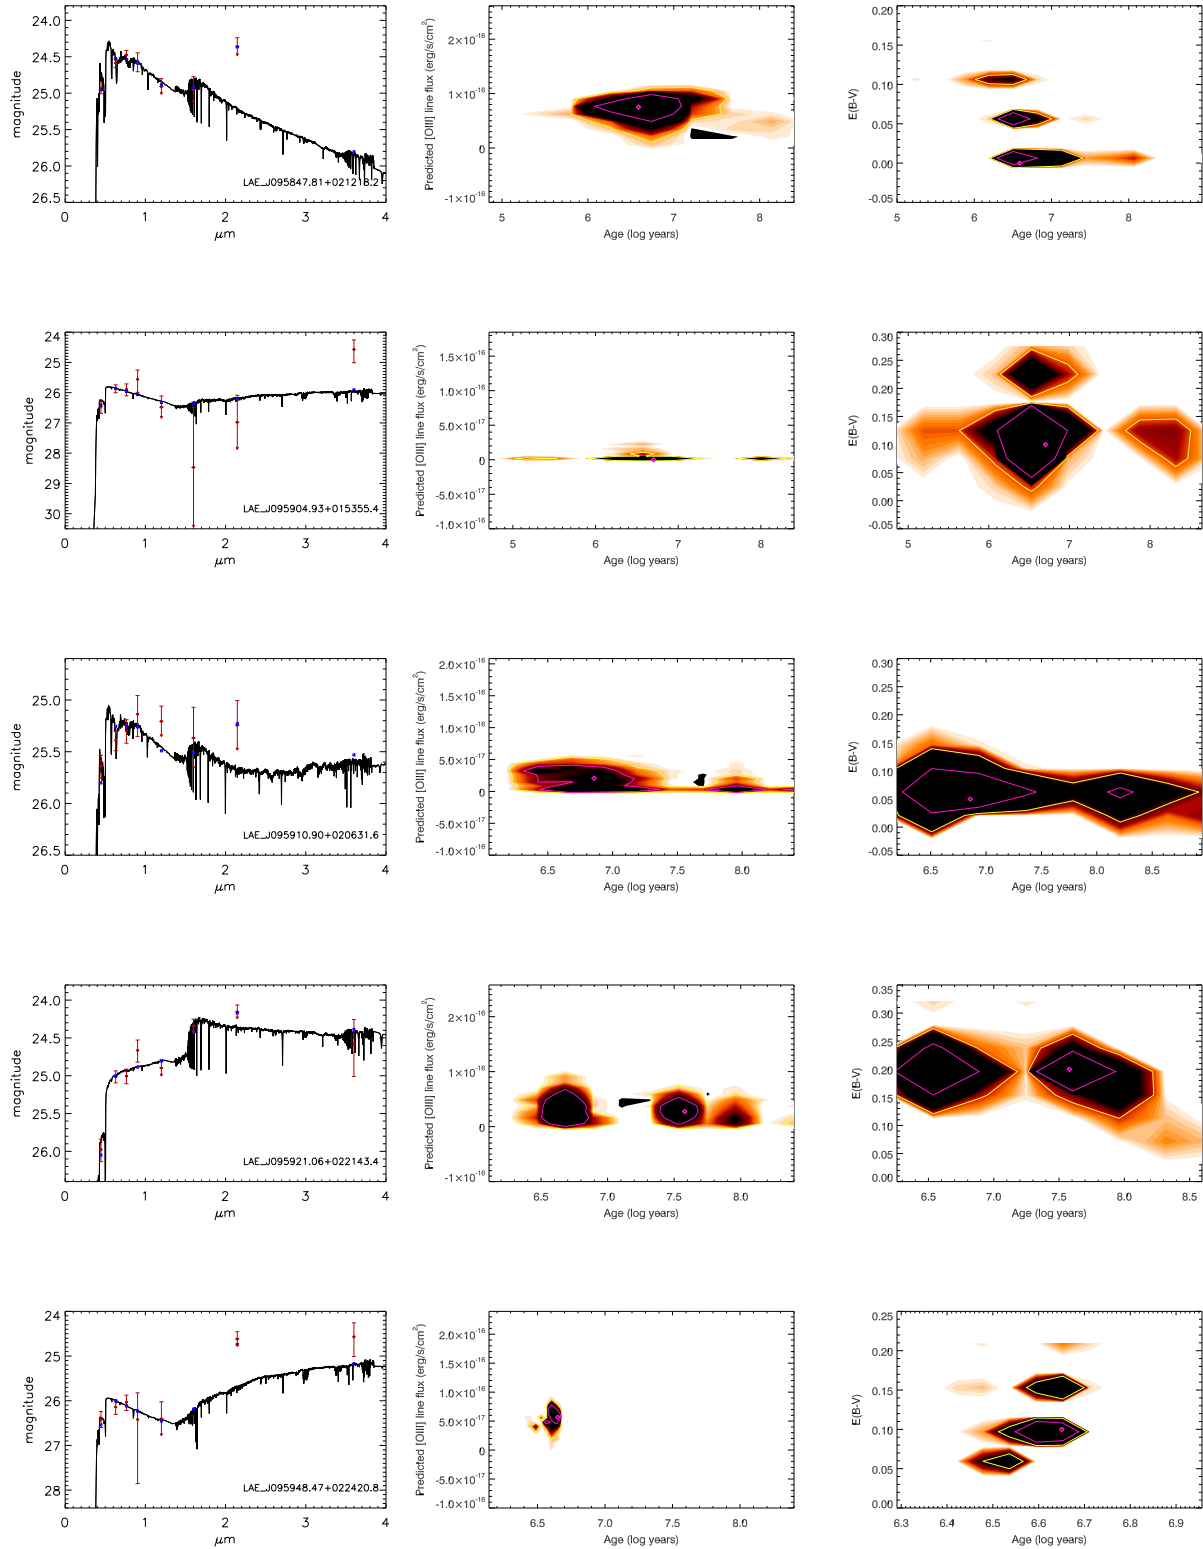 24.0
24.5
25.0
25.5
26.0
26.5
magnitude
LAE_J095847.81+021218.2
0 1 2 3 4
μm
2×10⁻¹⁶
1×10⁻¹⁶
0
-1×10⁻¹⁶
Predicted [OIII] line flux (erg/s/cm²)
5 6 7 8
Age (log years)
0.20
0.15
0.10
0.05
0.00
-0.05
E(B-V)
5 6 7 8
Age (log years)
24
25
26
27
28
29
30
magnitude
LAE_J095904.93+015355.4
0 1 2 3 4
μm
1.5×10⁻¹⁶
1.0×10⁻¹⁶
5.0×10⁻¹⁷
0
-5.0×10⁻¹⁷
-1.0×10⁻¹⁶
Predicted [OIII] line flux (erg/s/cm²)
5 6 7 8
Age (log years)
0.30
0.25
0.20
0.15
0.10
0.05
0.00
-0.05
E(B-V)
5 6 7 8
Age (log years)
25.0
25.5
26.0
26.5
magnitude
LAE_J095910.90+020631.6
0 1 2 3 4
μm
2.0×10⁻¹⁶
1.5×10⁻¹⁶
1.0×10⁻¹⁶
5.0×10⁻¹⁷
0
-5.0×10⁻¹⁷
-1.0×10⁻¹⁶
Predicted [OIII] line flux (erg/s/cm²)
6.5 7.0 7.5 8.0
Age (log years)
0.30
0.25
0.20
0.15
0.10
0.05
0.00
-0.05
E(B-V)
6.5 7.0 7.5 8.0 8.5
Age (log years)
24.0
24.5
25.0
25.5
26.0
magnitude
LAE_J095921.06+022143.4
0 1 2 3 4
μm
2×10⁻¹⁶
1×10⁻¹⁶
0
-1×10⁻¹⁶
Predicted [OIII] line flux (erg/s/cm²)
6.5 7.0 7.5 8.0
Age (log years)
0.35
0.30
0.25
0.20
0.15
0.10
0.05
0.00
E(B-V)
6.5 7.0 7.5 8.0 8.5
Age (log years)
24
25
26
27
28
magnitude
LAE_J095948.47+022420.8
0 1 2 3 4
μm
2.0×10⁻¹⁶
1.5×10⁻¹⁶
1.0×10⁻¹⁶
5.0×10⁻¹⁷
0
-5.0×10⁻¹⁷
-1.0×10⁻¹⁶
Predicted [OIII] line flux (erg/s/cm²)
6.5 7.0 7.5 8.0
Age (log years)
0.25
0.20
0.15
0.10
0.05
0.00
E(B-V)
6.3 6.4 6.5 6.6 6.7 6.8 6.9
Age (log years)